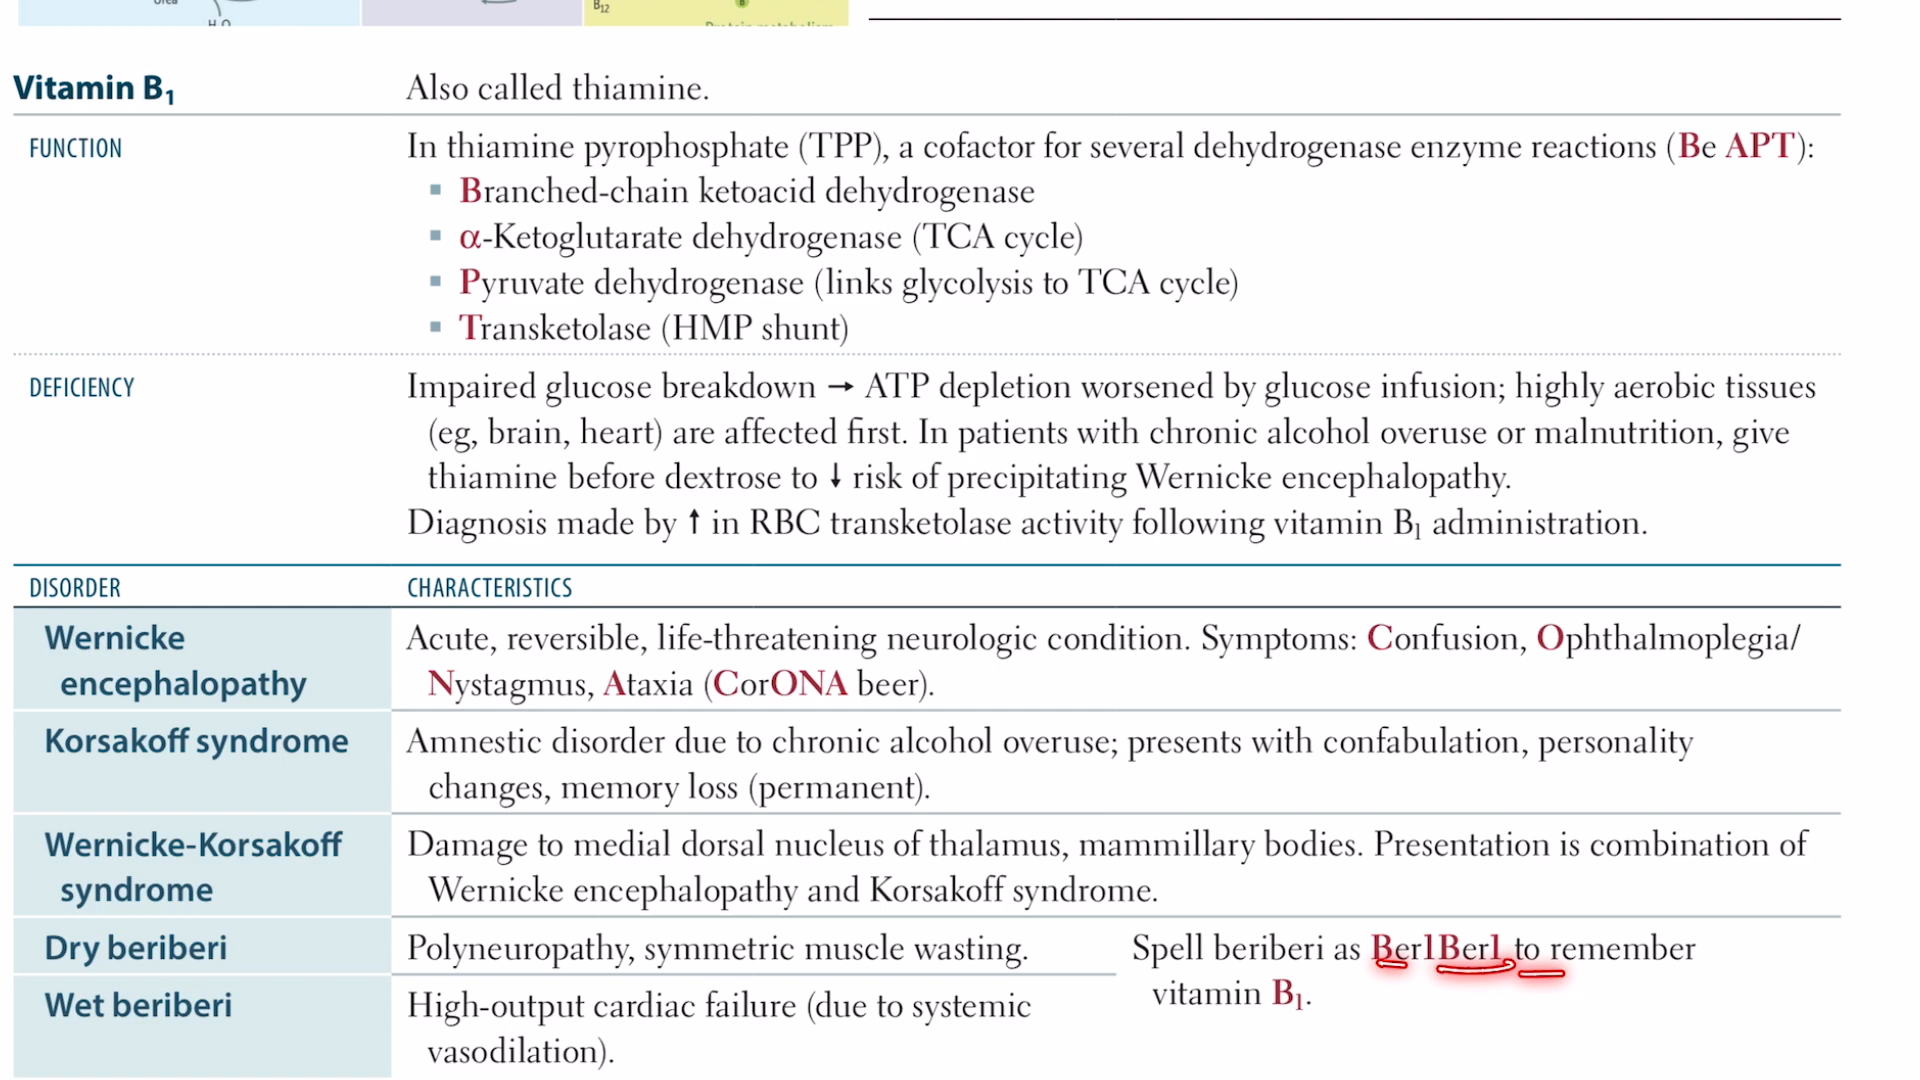 Urea
H₂O
B₁₂
B
Protein metabolism
Vitamin B₁
Also called thiamine.
FUNCTION
In thiamine pyrophosphate (TPP), a cofactor for several dehydrogenase enzyme reactions (Be APT):
▪ Branched-chain ketoacid dehydrogenase
▪ α-Ketoglutarate dehydrogenase (TCA cycle)
▪ Pyruvate dehydrogenase (links glycolysis to TCA cycle)
▪ Transketolase (HMP shunt)
DEFICIENCY
Impaired glucose breakdown → ATP depletion worsened by glucose infusion; highly aerobic tissues
(eg, brain, heart) are affected first. In patients with chronic alcohol overuse or malnutrition, give
thiamine before dextrose to ↓ risk of precipitating Wernicke encephalopathy.
Diagnosis made by ↑ in RBC transketolase activity following vitamin B₁ administration.
DISORDER
CHARACTERISTICS
Wernicke
encephalopathy
Acute, reversible, life-threatening neurologic condition. Symptoms: Confusion, Ophthalmoplegia/
Nystagmus, Ataxia (CorONA beer).
Korsakoff syndrome
Amnestic disorder due to chronic alcohol overuse; presents with confabulation, personality
changes, memory loss (permanent).
Wernicke-Korsakoff
syndrome
Damage to medial dorsal nucleus of thalamus, mammillary bodies. Presentation is combination of
Wernicke encephalopathy and Korsakoff syndrome.
Dry beriberi
Polyneuropathy, symmetric muscle wasting.
Spell beriberi as Ber1Ber1 to remember
vitamin B₁.
Wet beriberi
High-output cardiac failure (due to systemic
vasodilation).